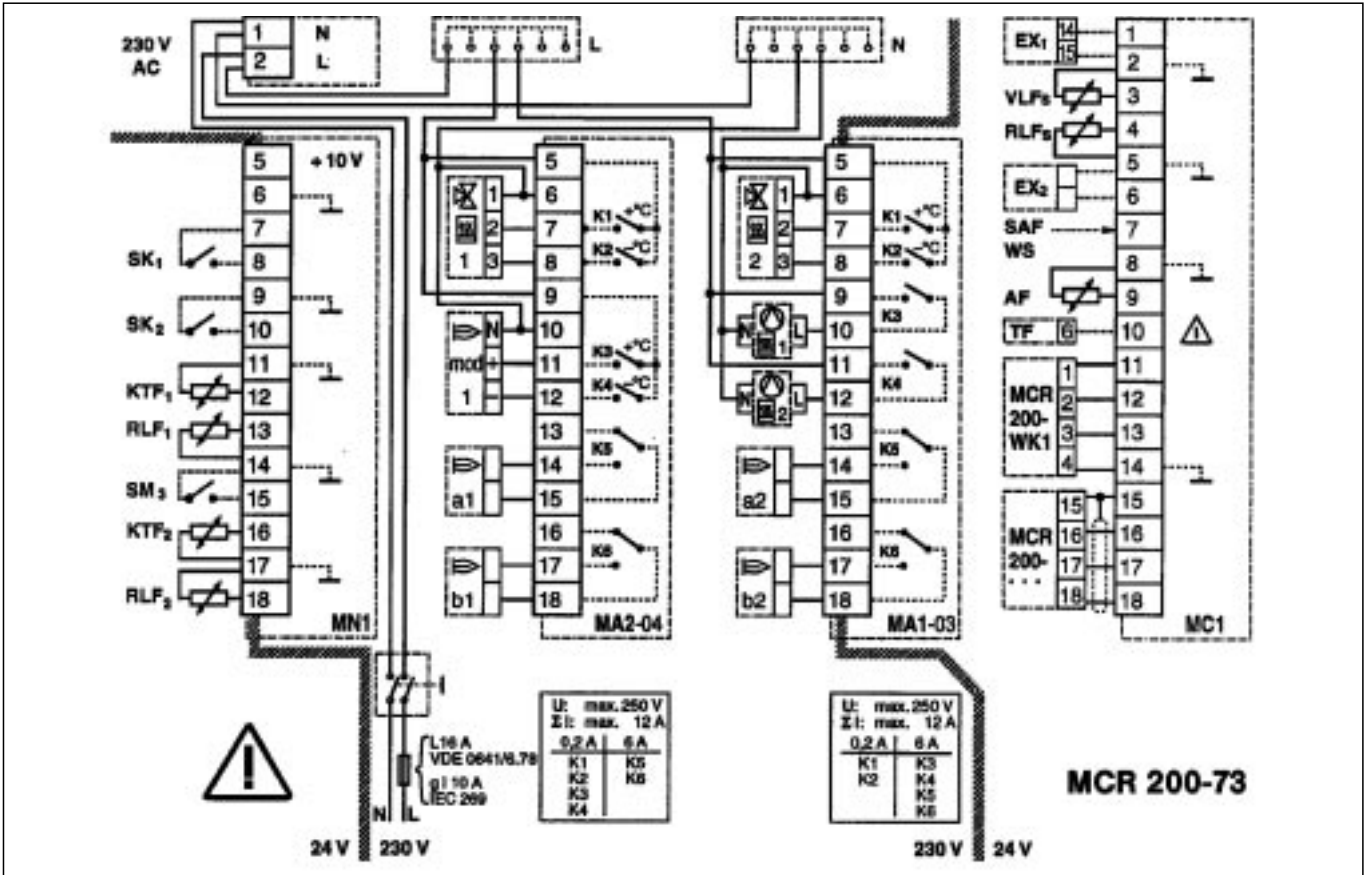 230 V
AC
1 N
2 L
L
N
EX₁ 14 15
1
2
VLFs 3
RLFs 4
5
EX₂ 6
SAF 7
WS
8
AF 9
TF 6 10
1 11
MCR 2 12
200- 3 13
WK1 4 14
15 15
MCR 16 16
200- 17 17
. . . 18 18
MC1
5 +10 V
6
7
SK₁ 8
9
SK₂ 10
11
KTF₁ 12
RLF₁ 13
14
SM₃ 15
KTF₂ 16
17
18
MN1
5
1 6
2 7 K1 +°C
1 3 8 K2 -°C
9
N 10
mod + 11 K3 +°C
1 - 12 K4 -°C
13
14 K5
a1 15
16
17 K6
b1 18
MA2-04
5
1 6
2 7 K1 +°C
2 3 8 K2 -°C
9
N L 10 K3
1
11
N L 12 K4
2
13
14 K5
a2 15
16
17 K6
b2 18
MA1-03
L16 A
VDE 0641/6.78
gl 10 A
IEC 269
N L
U: max. 250 V
Σ I: max. 12 A
0,2 A 6 A
K1 K5
K2 K6
K3
K4
U: max. 250 V
Σ I: max. 12 A
0,2 A 6 A
K1 K3
K2 K4
K5
K6
MCR 200-73
24 V 230 V
230 V 24 V